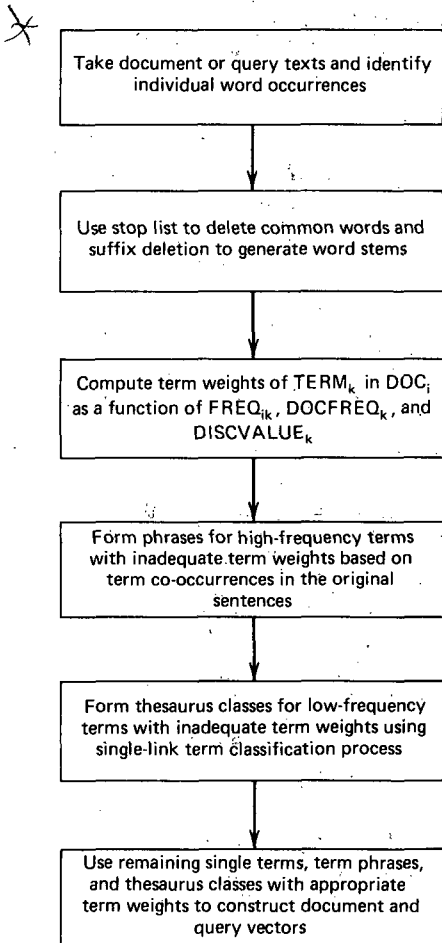 Take document or query texts and identify
individual word occurrences
Use stop list to delete common words and
suffix deletion to generate word stems
Compute term weights of TERMₖ in DOCᵢ
as a function of FREQᵢₖ, DOCFREQₖ, and
DISCVALUEₖ
Form phrases for high-frequency terms
with inadequate term weights based on
term co-occurrences in the original
sentences
Form thesaurus classes for low-frequency
terms with inadequate term weights using
single-link term classification process
Use remaining single terms, term phrases,
and thesaurus classes with appropriate
term weights to construct document and
query vectors